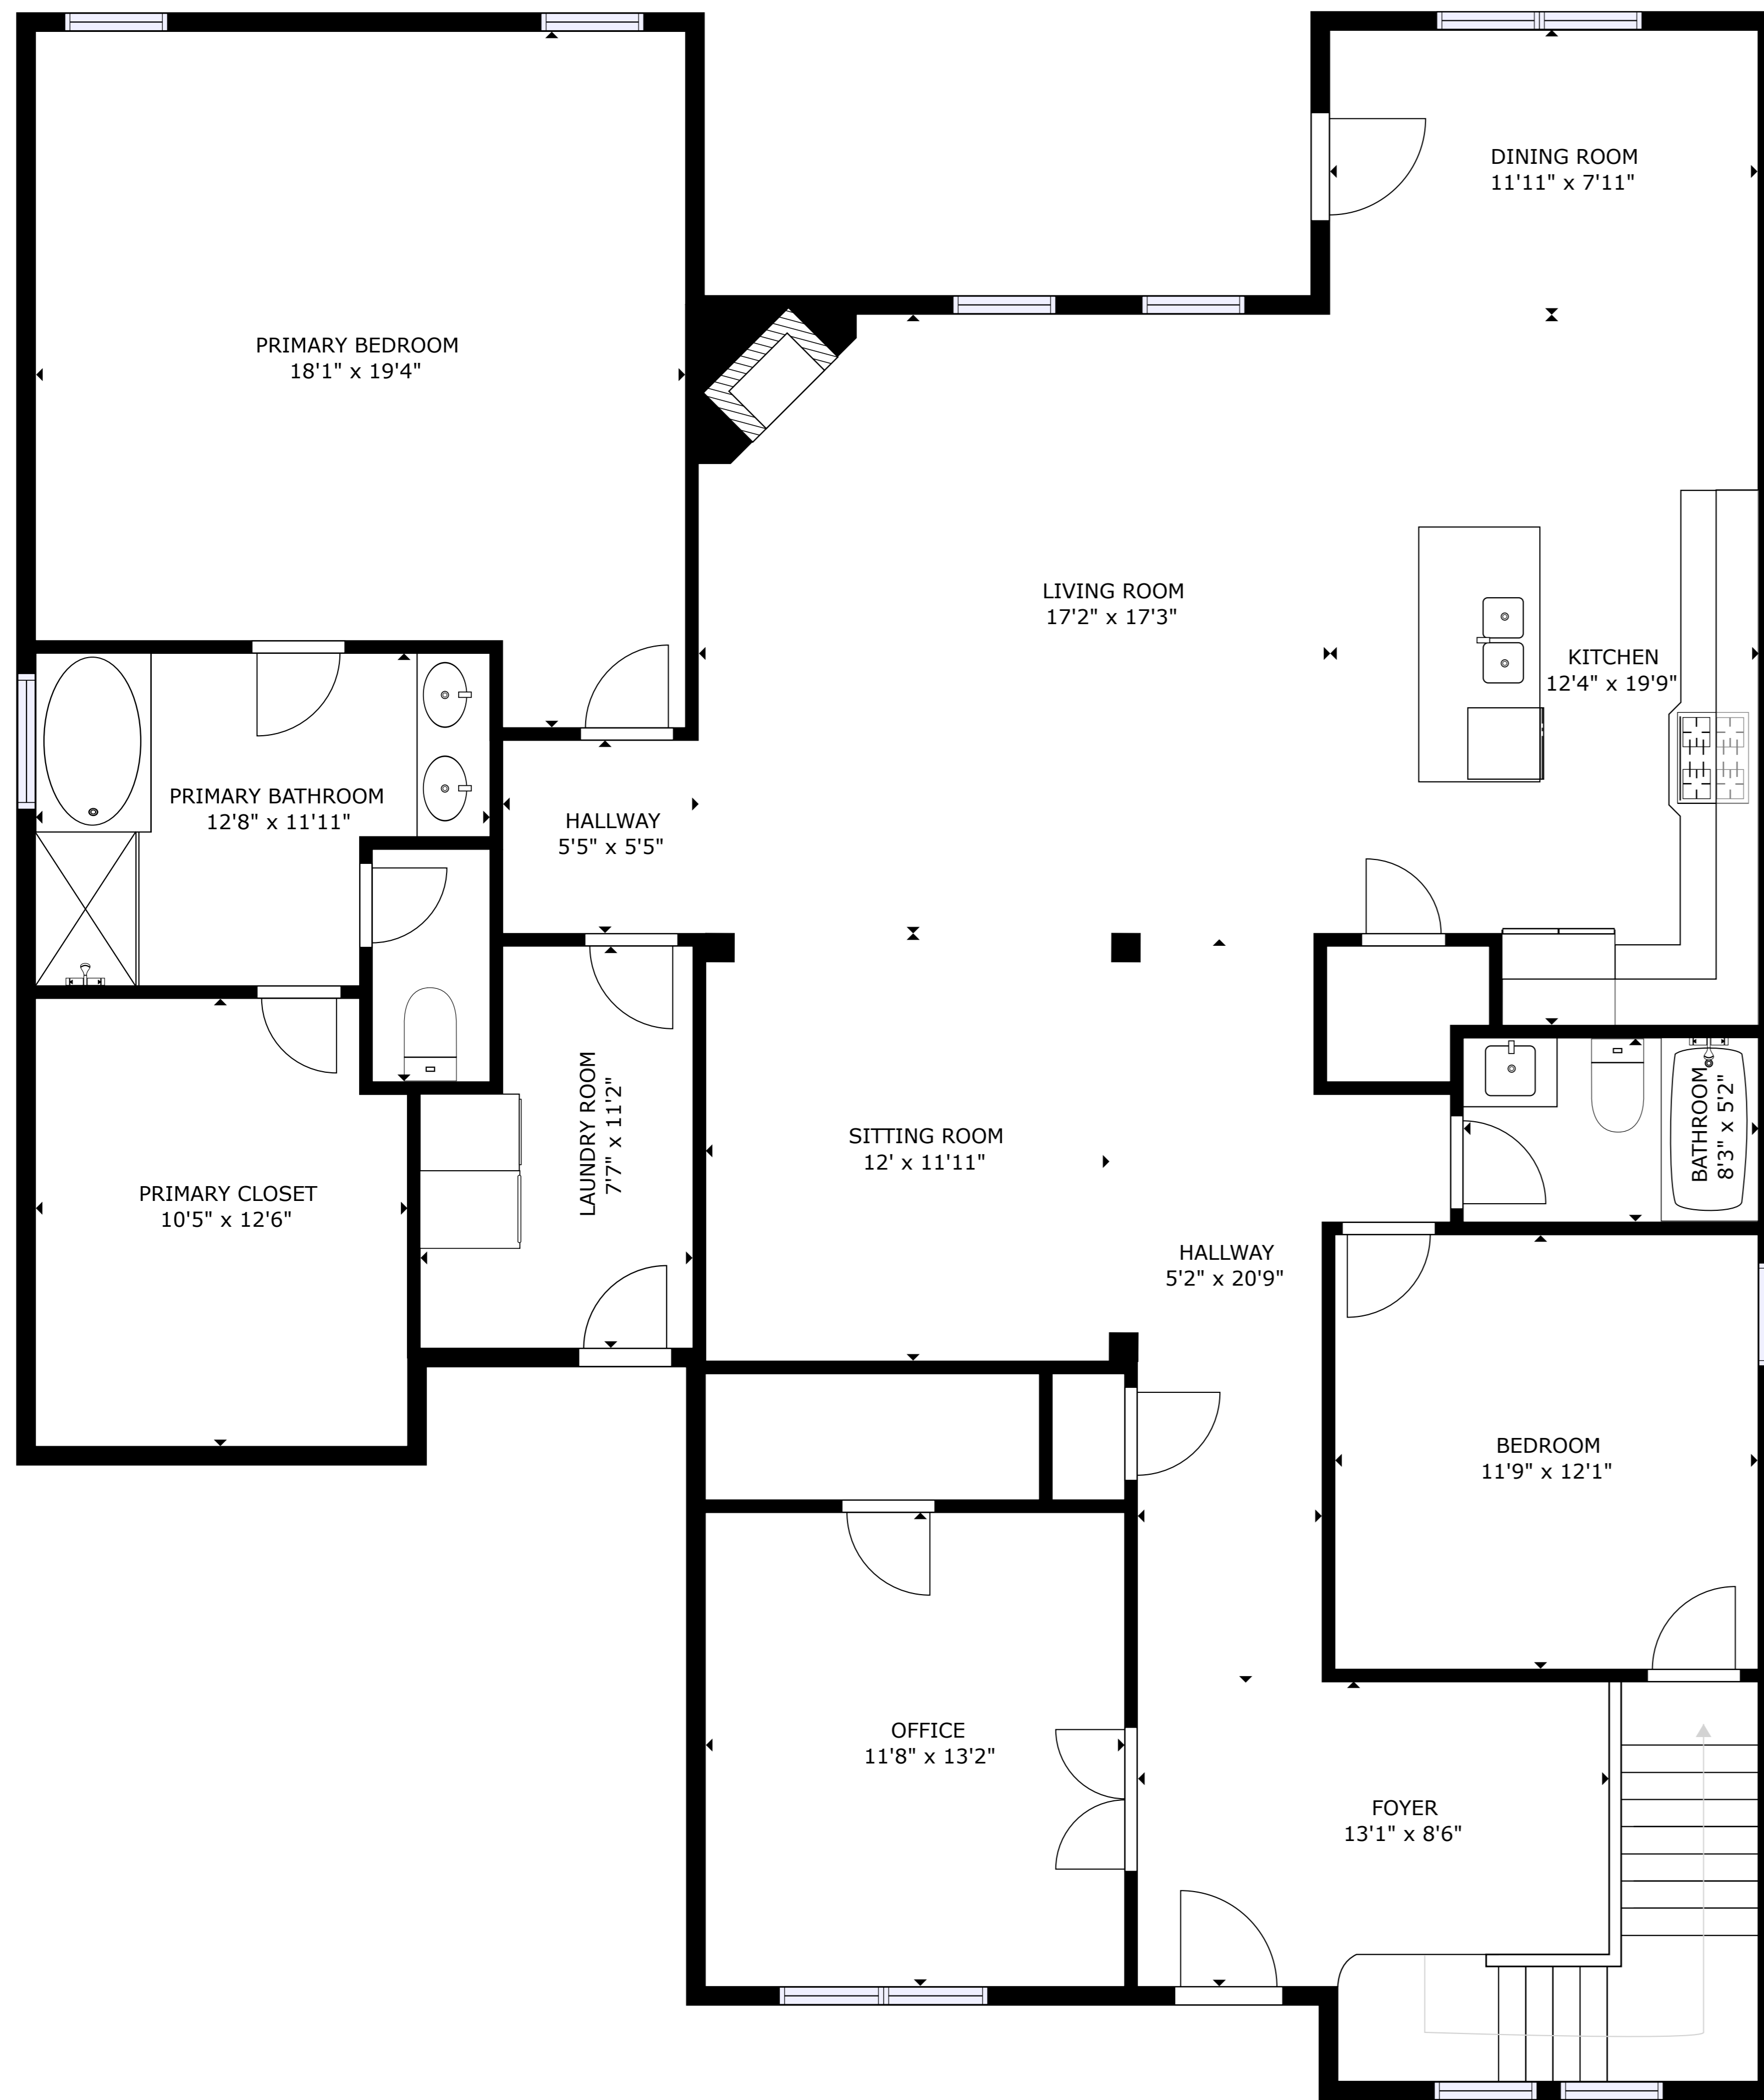 DINING ROOM
11'11" x 7'11"
PRIMARY BEDROOM
18'1" x 19'4"
LIVING ROOM
17'2" x 17'3"
KITCHEN
12'4" x 19'9"
PRIMARY BATHROOM
12'8" x 11'11"
HALLWAY
5'5" x 5'5"
LAUNDRY ROOM
7'7" x 11'2"
SITTING ROOM
12' x 11'11"
BATHROOM
8'3" x 5'2"
PRIMARY CLOSET
10'5" x 12'6"
HALLWAY
5'2" x 20'9"
BEDROOM
11'9" x 12'1"
OFFICE
11'8" x 13'2"
FOYER
13'1" x 8'6"